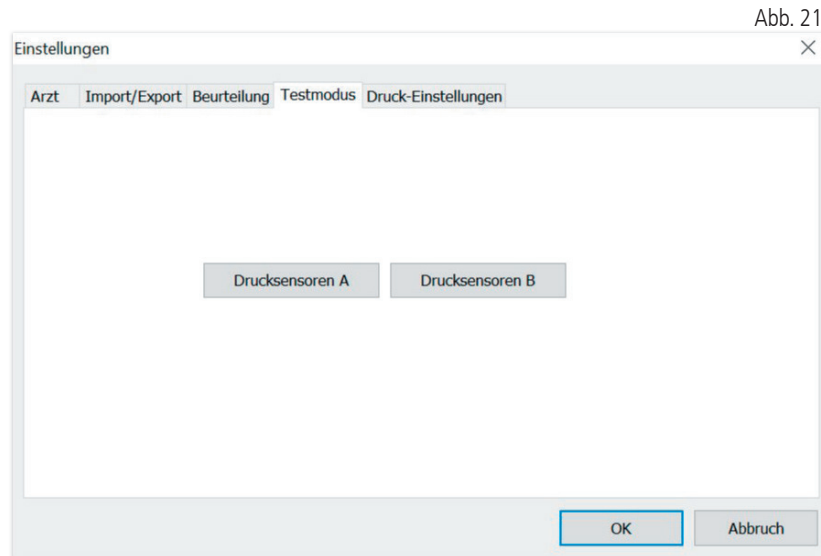 Abb. 21
Einstellungen
Arzt Import/Export Beurteilung Testmodus Druck-Einstellungen
Drucksensoren A Drucksensoren B
OK Abbruch